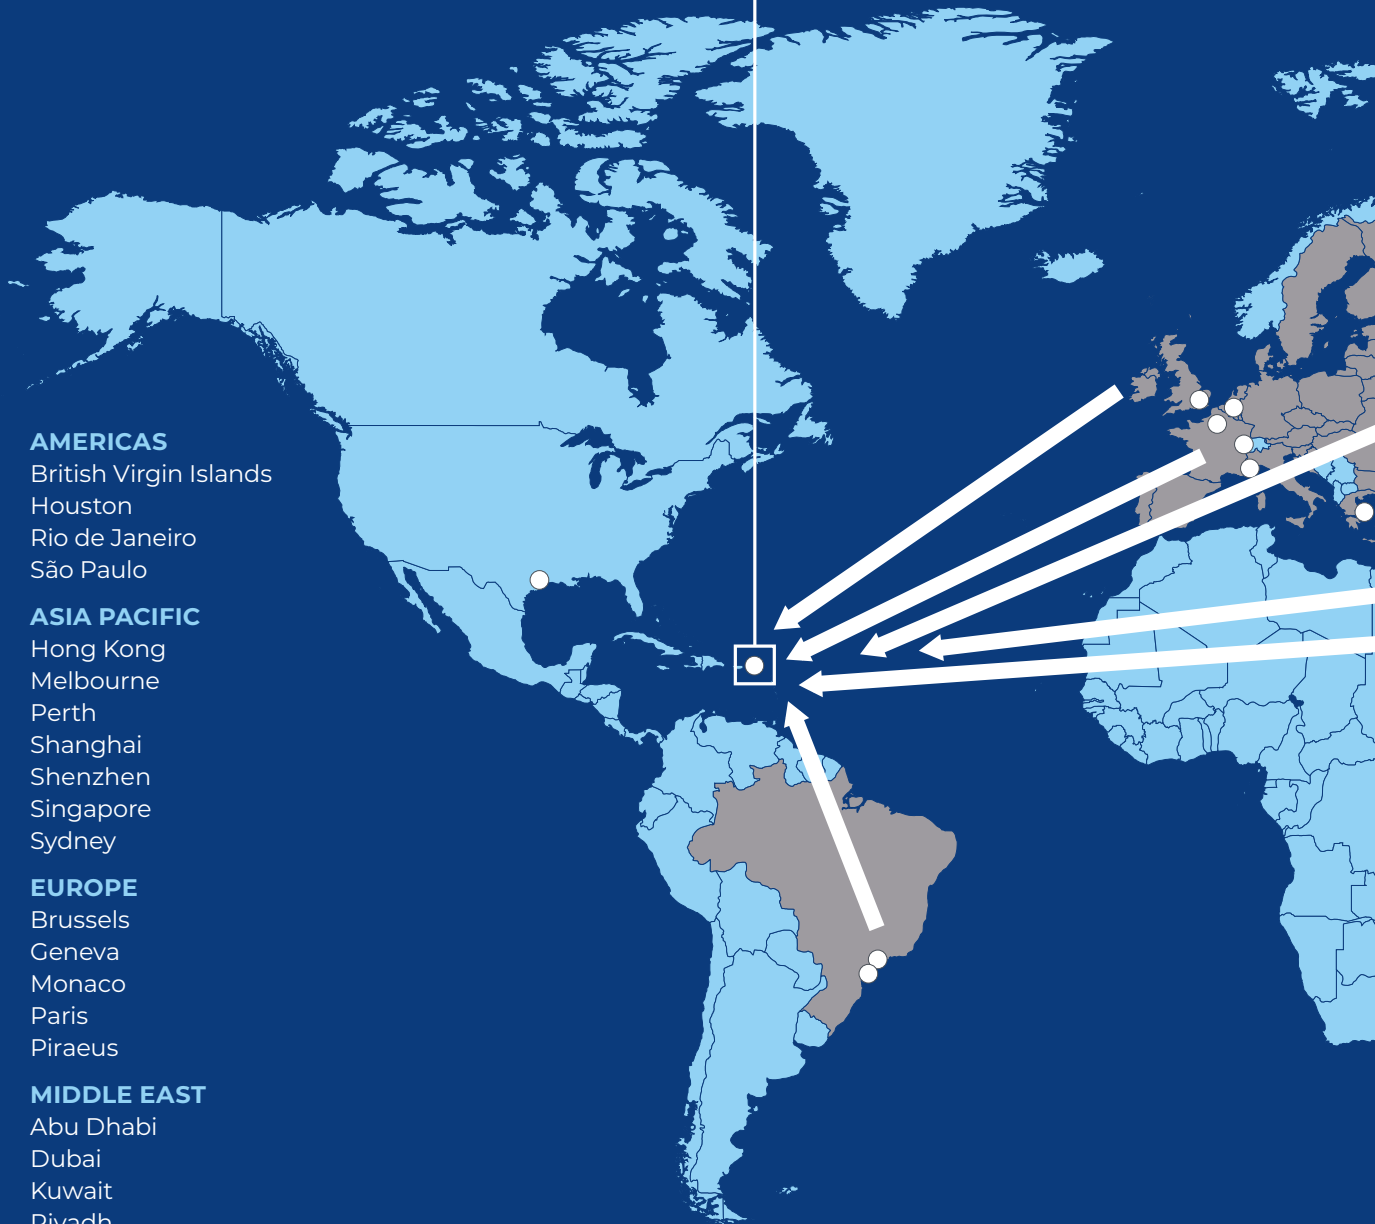 AMERICAS
British Virgin Islands
Houston
Rio de Janeiro
São Paulo
ASIA PACIFIC
Hong Kong
Melbourne
Perth
Shanghai
Shenzhen
Singapore
Sydney
EUROPE
Brussels
Geneva
Monaco
Paris
Piraeus
MIDDLE EAST
Abu Dhabi
Dubai
Kuwait
Riyadh